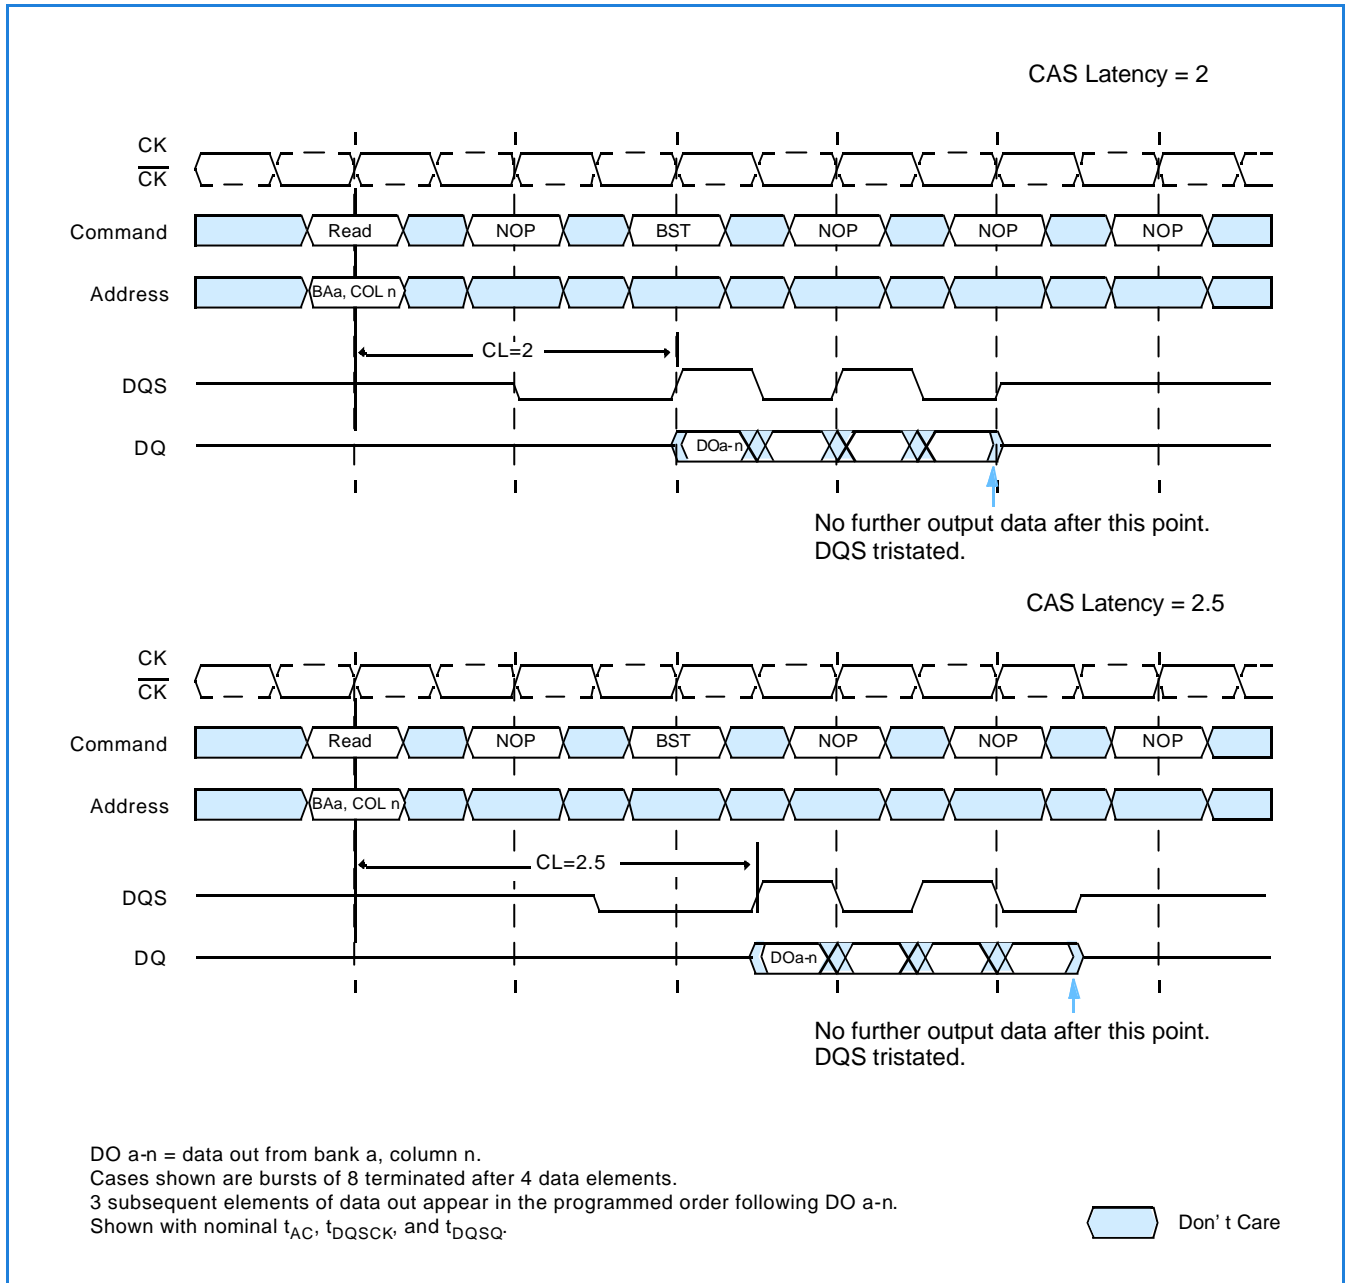 CAS Latency = 2
CK
CK
Command Read NOP BST NOP NOP NOP
Address BAa, COL n
CL=2
DQS
DQ DOa-n
No further output data after this point.
DQS tristated.
CAS Latency = 2.5
CK
CK
Command Read NOP BST NOP NOP NOP
Address BAa, COL n
CL=2.5
DQS
DQ DOa-n
No further output data after this point.
DQS tristated.
DO a-n = data out from bank a, column n.
Cases shown are bursts of 8 terminated after 4 data elements.
3 subsequent elements of data out appear in the programmed order following DO a-n.
Shown with nominal tAC, tDQSCK, and tDQSQ.
Don' t Care